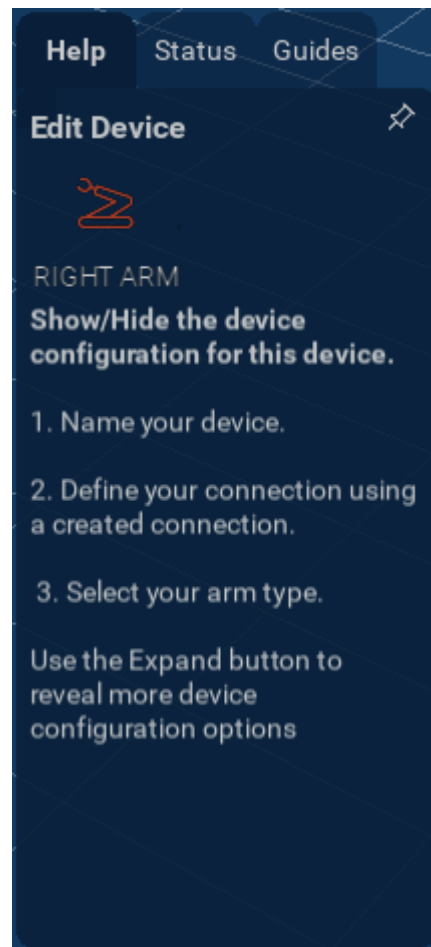 Help Status Guides
Edit Device
RIGHT ARM
Show/Hide the device
configuration for this device.
1. Name your device.
2. Define your connection using
a created connection.
3. Select your arm type.
Use the Expand button to
reveal more device
configuration options